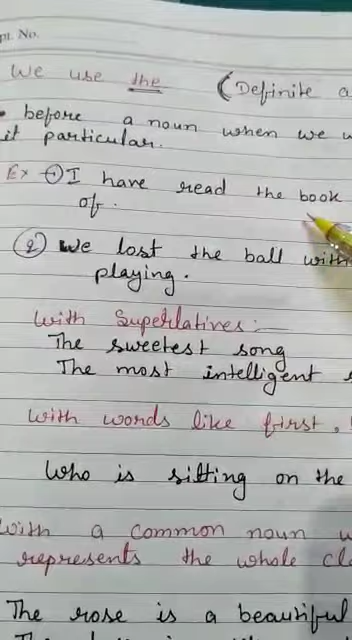 pt. No.
We use the (Definite a
• before a noun when we w
it particular.
Ex → I have read the book
of.
② We lost the ball with
playing.
With Superlatives:
The sweetest song
The most intelligent s
With words like first,
Who is sitting on the
With a common noun w
represents the whole cla
The rose is a beautiful